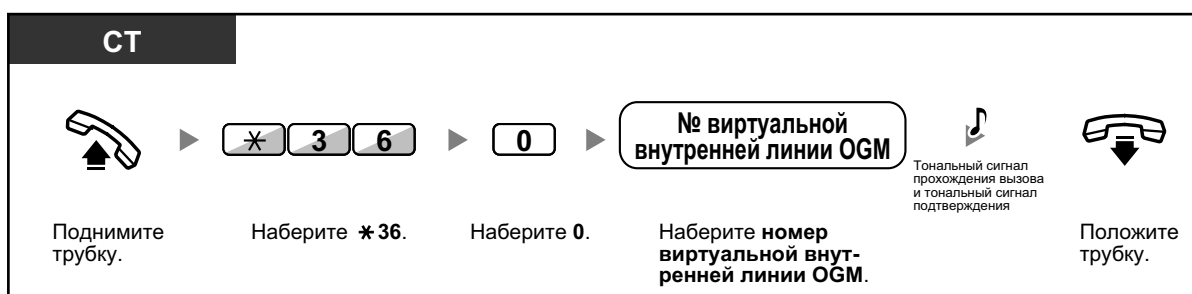 СТ
✳ 3 6
0
№ виртуальной
внутренней линии OGM
Тональный сигнал
прохождения вызова
и тональный сигнал
подтверждения
Поднимите
трубку.
Наберите ✳36.
Наберите 0.
Наберите номер
виртуальной внут-
ренней линии OGM.
Положите
трубку.